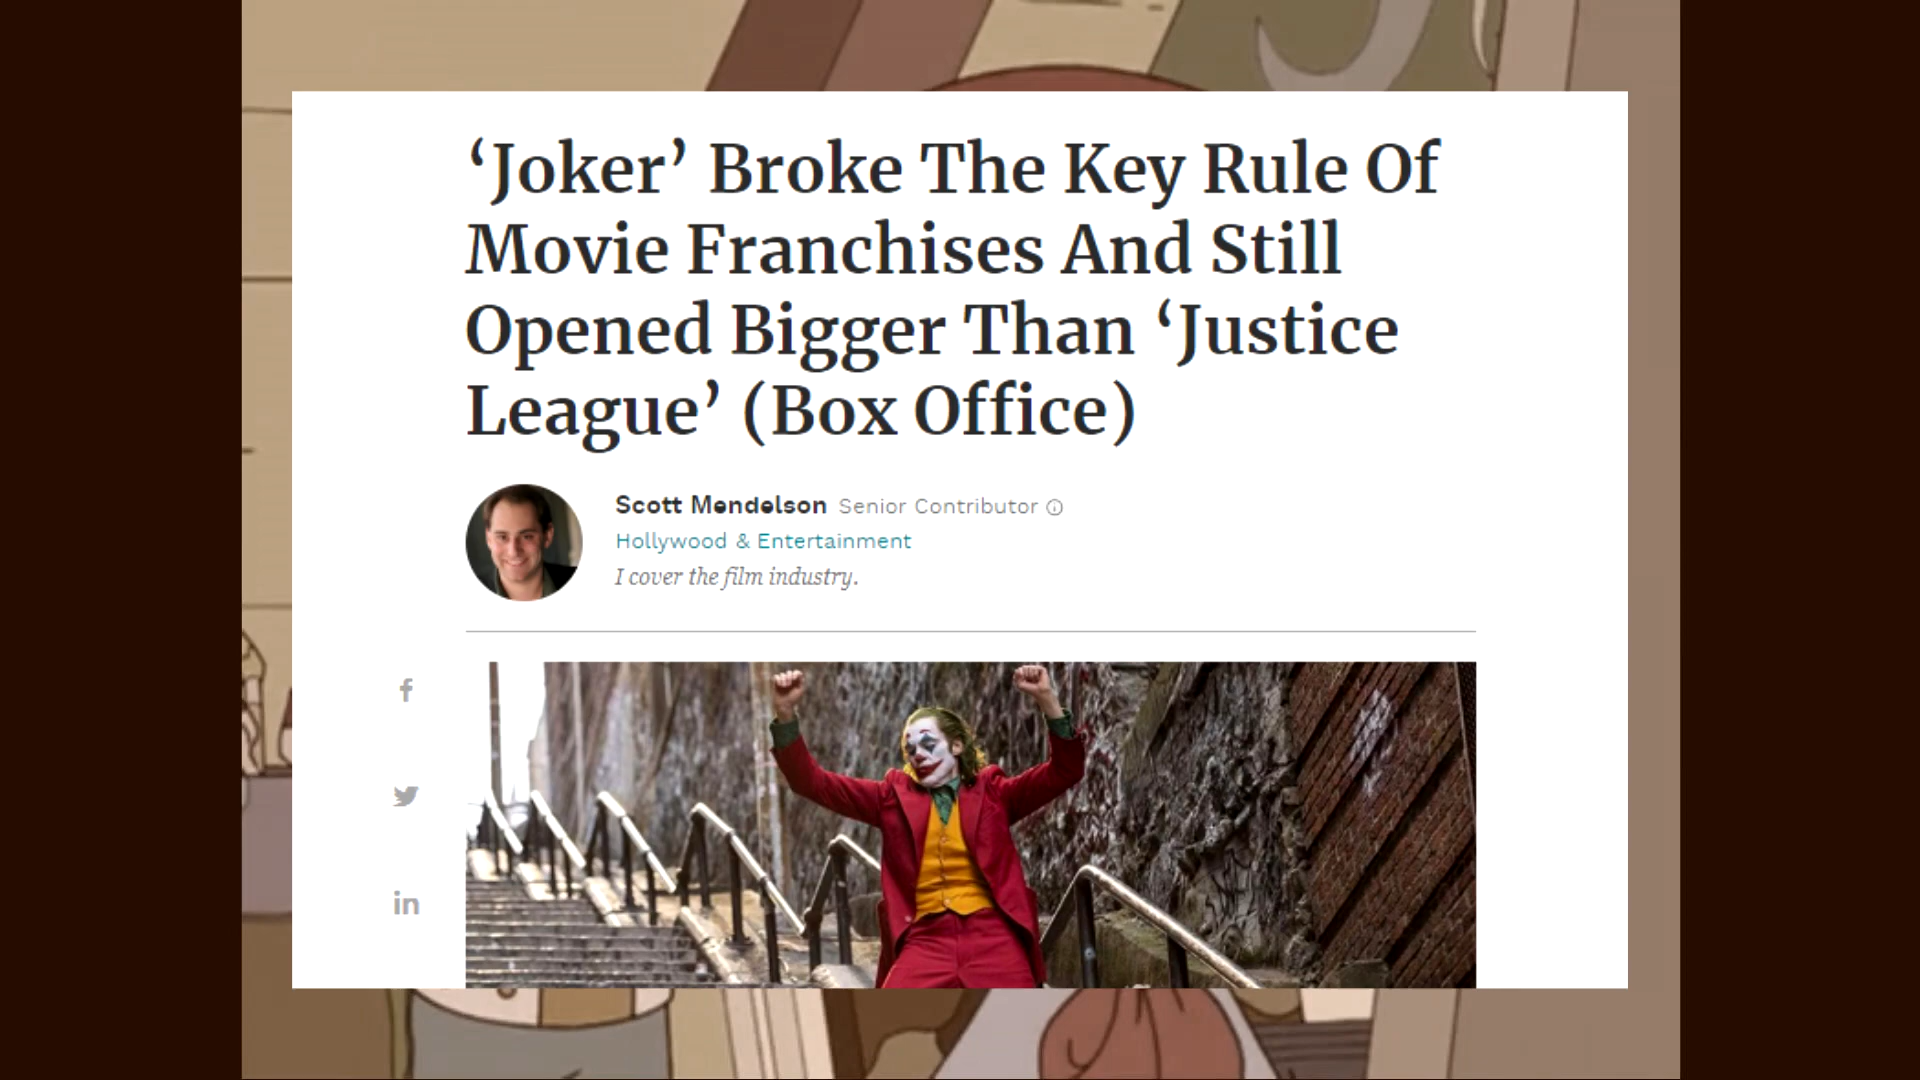 ‘Joker’ Broke The Key Rule Of
Movie Franchises And Still
Opened Bigger Than ‘Justice
League’ (Box Office)
Scott Mendelson Senior Contributor
Hollywood & Entertainment
I cover the film industry.